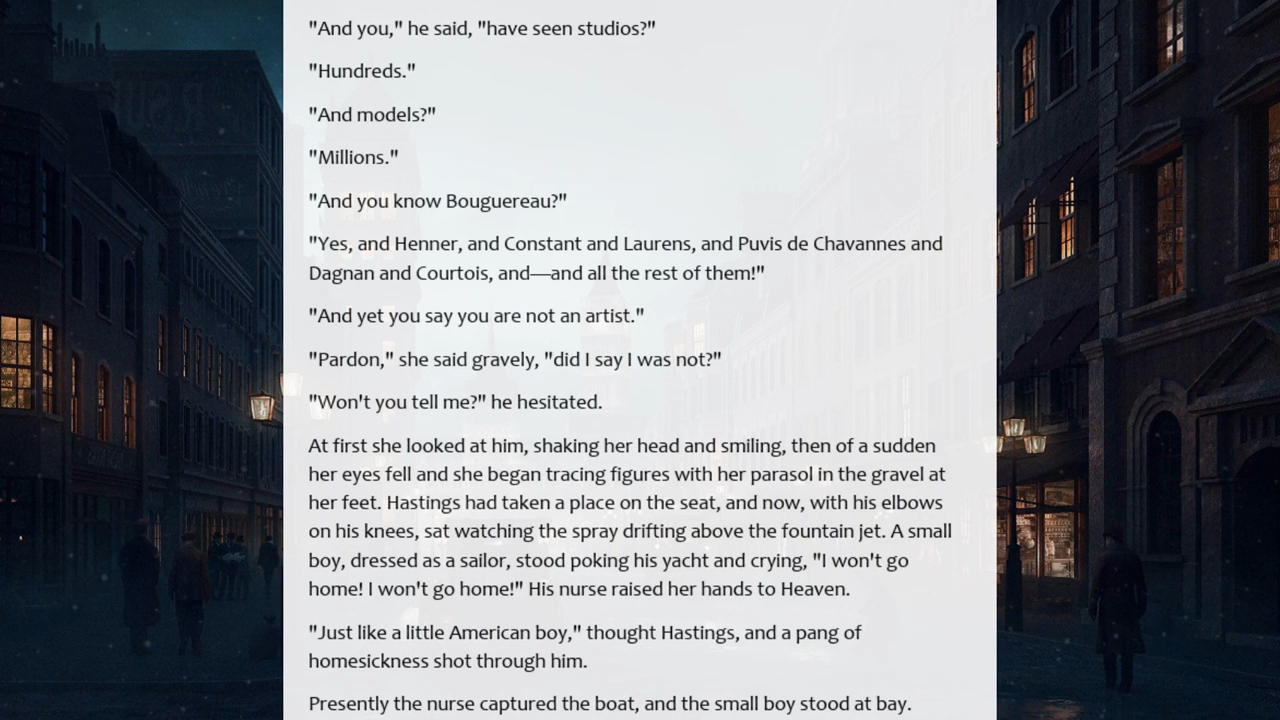 "And you," he said, "have seen studios?"
"Hundreds."
"And models?"
"Millions."
"And you know Bouguereau?"
"Yes, and Henner, and Constant and Laurens, and Puvis de Chavannes and
Dagnan and Courtois, and—and all the rest of them!"
"And yet you say you are not an artist."
"Pardon," she said gravely, "did I say I was not?"
"Won't you tell me?" he hesitated.
At first she looked at him, shaking her head and smiling, then of a sudden
her eyes fell and she began tracing figures with her parasol in the gravel at
her feet. Hastings had taken a place on the seat, and now, with his elbows
on his knees, sat watching the spray drifting above the fountain jet. A small
boy, dressed as a sailor, stood poking his yacht and crying, "I won't go
home! I won't go home!" His nurse raised her hands to Heaven.
"Just like a little American boy," thought Hastings, and a pang of
homesickness shot through him.
Presently the nurse captured the boat, and the small boy stood at bay.